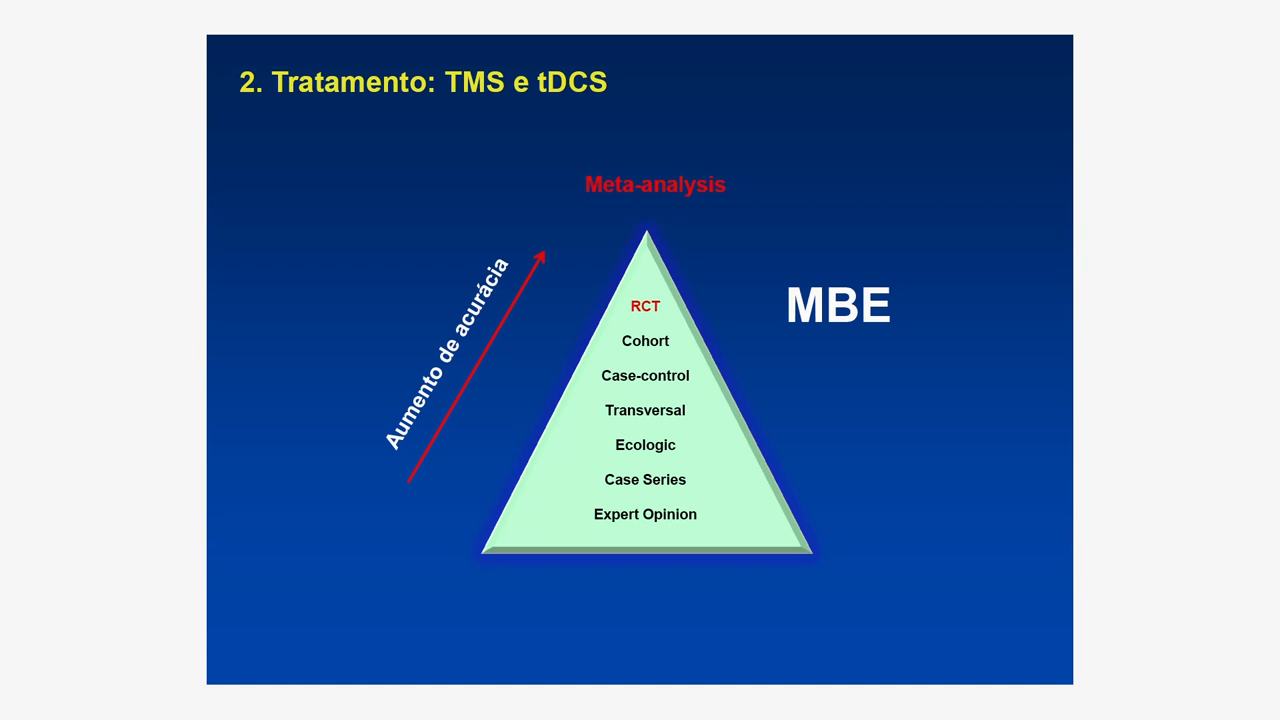 2. Tratamento: TMS e tDCS
Meta-analysis
Aumento de acurácia
MBE
RCT
Cohort
Case-control
Transversal
Ecologic
Case Series
Expert Opinion